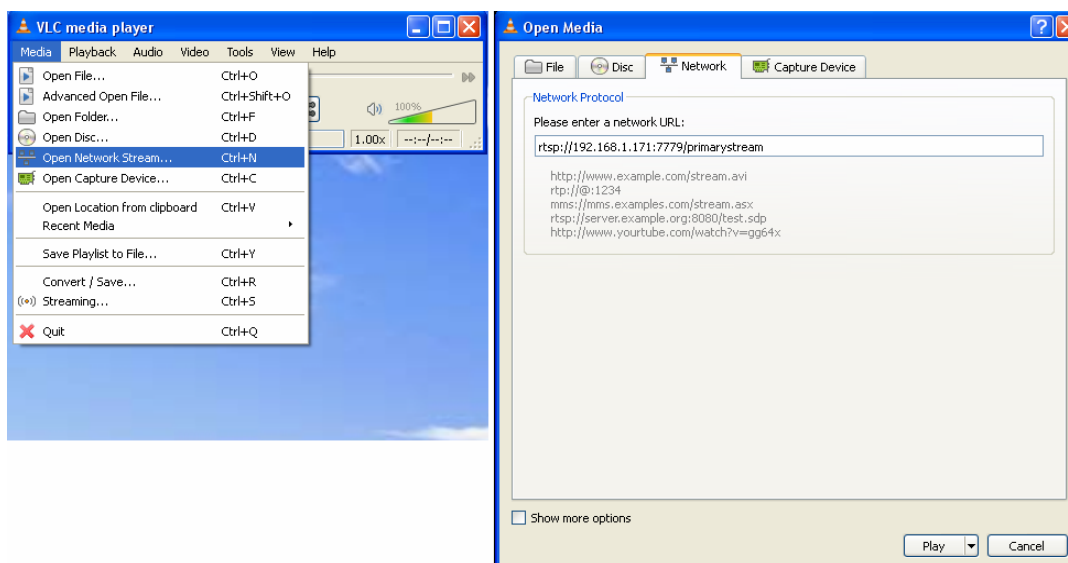 VLC media player
Media Playback Audio Video Tools View Help
Open File... Ctrl+O
Advanced Open File... Ctrl+Shift+O
Open Folder... Ctrl+F
Open Disc... Ctrl+D
Open Network Stream... Ctrl+N
Open Capture Device... Ctrl+C
Open Location from clipboard Ctrl+V
Recent Media
Save Playlist to File... Ctrl+Y
Convert / Save... Ctrl+R
Streaming... Ctrl+S
Quit Ctrl+Q
100%
1.00x --:--/--:--
Open Media
File Disc Network Capture Device
Network Protocol
Please enter a network URL:
rtsp://192.168.1.171:7779/primarystream
http://www.example.com/stream.avi
rtp://@:1234
mms://mms.examples.com/stream.asx
rtsp://server.example.org:8080/test.sdp
http://www.yourtube.com/watch?v=gg64x
Show more options
Play Cancel